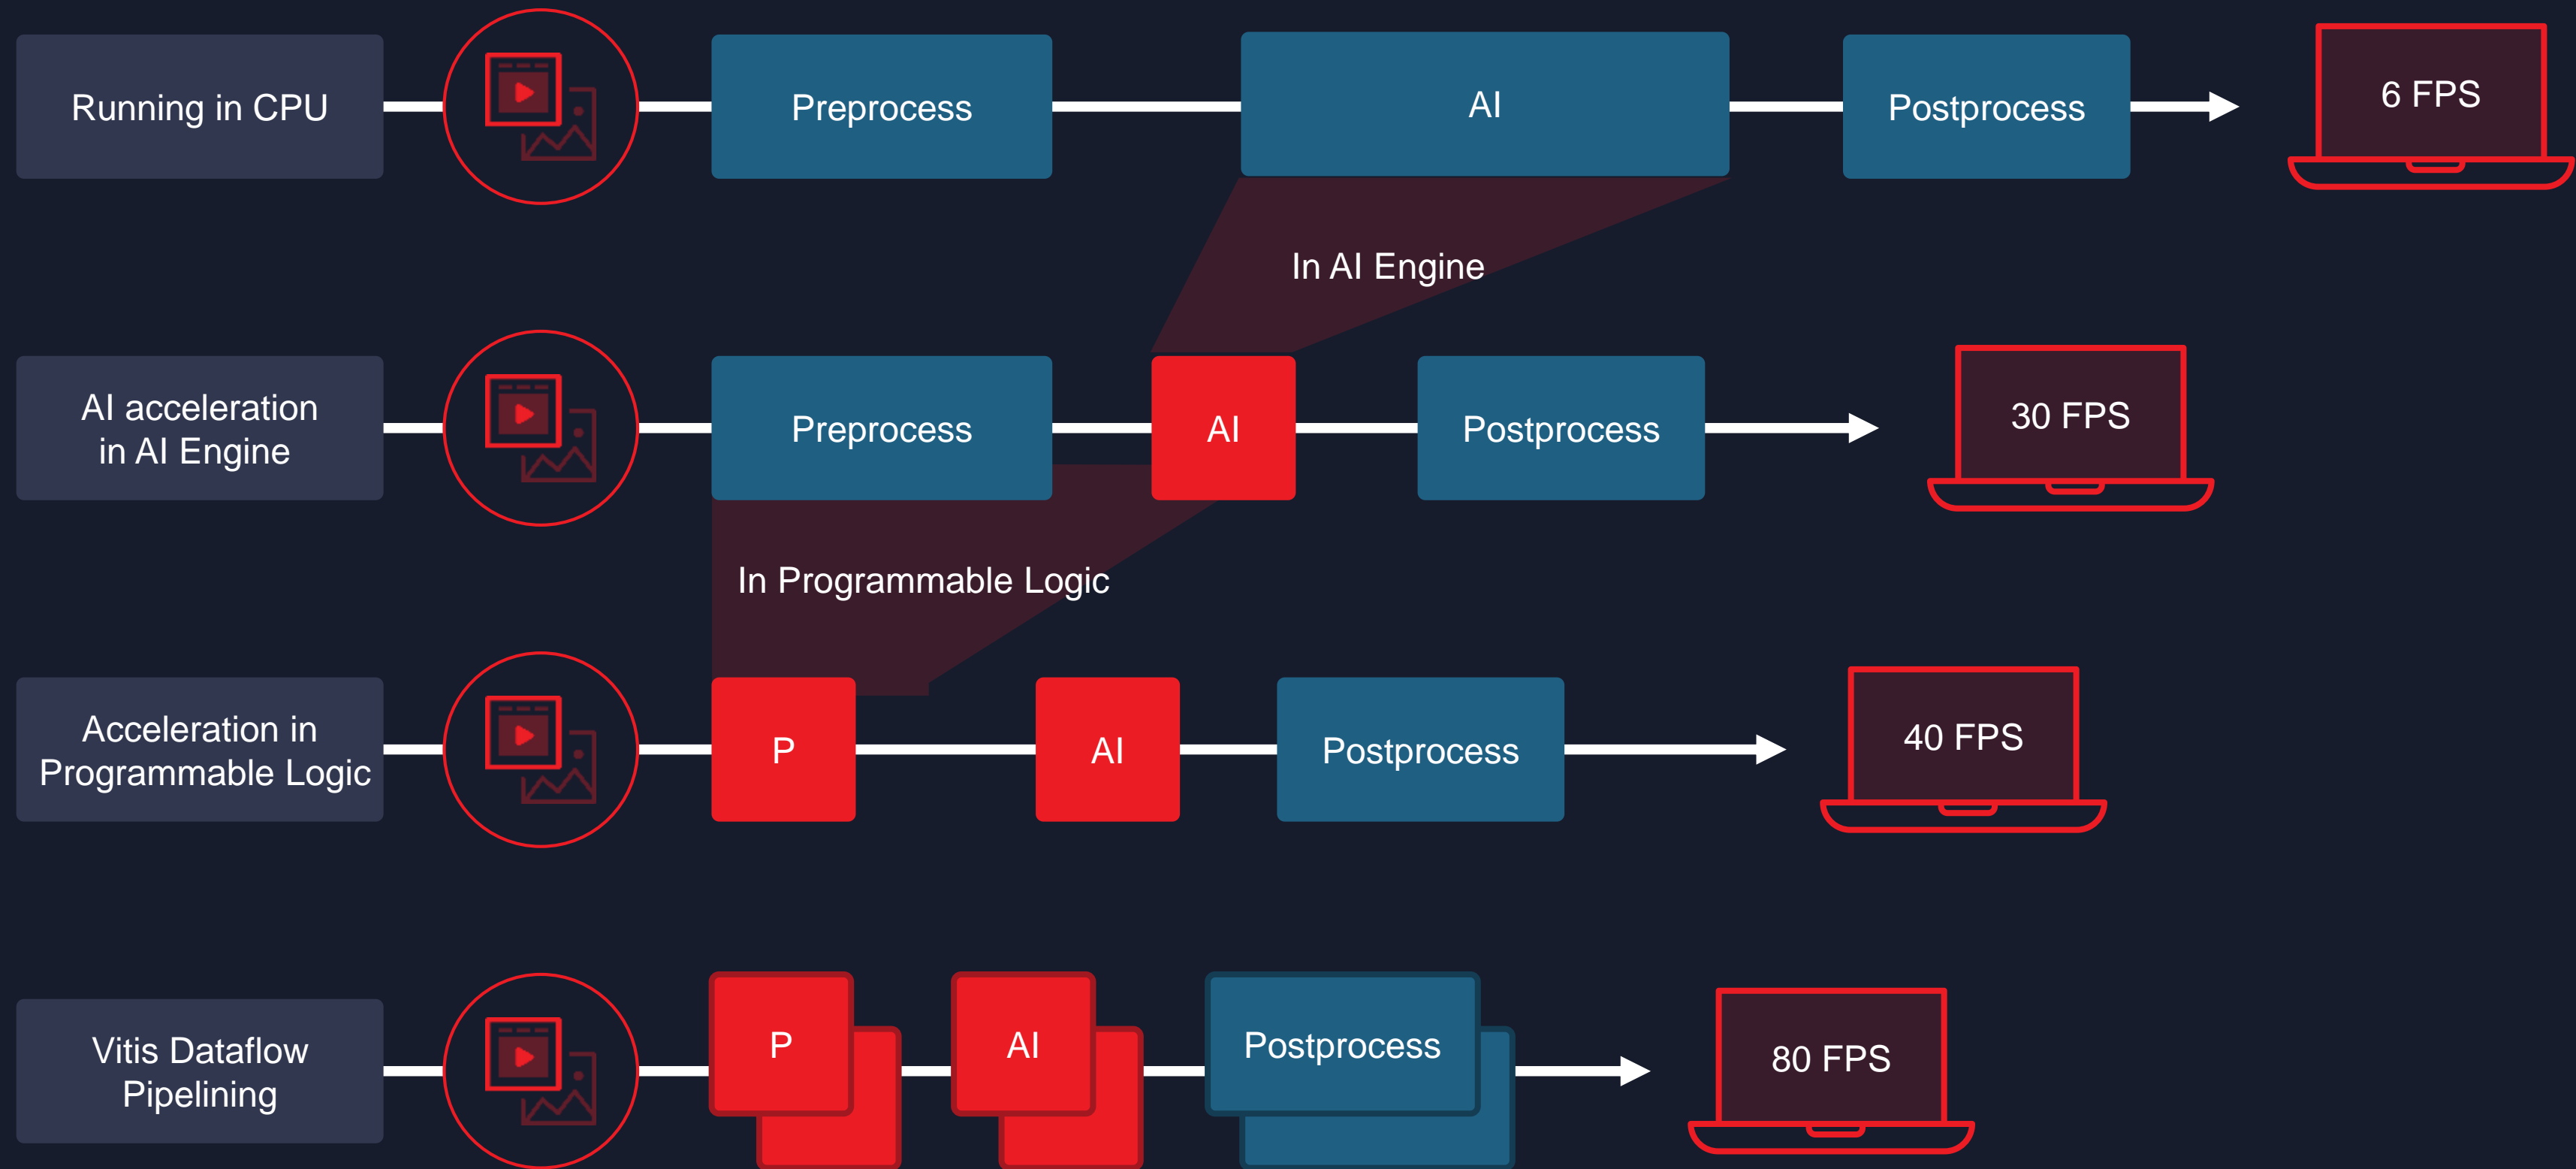 Running in CPU
Preprocess
AI
Postprocess
6 FPS
In AI Engine
AI acceleration
in AI Engine
Preprocess
AI
Postprocess
30 FPS
In Programmable Logic
Acceleration in
Programmable Logic
P
AI
Postprocess
40 FPS
Vitis Dataflow
Pipelining
P
AI
Postprocess
80 FPS